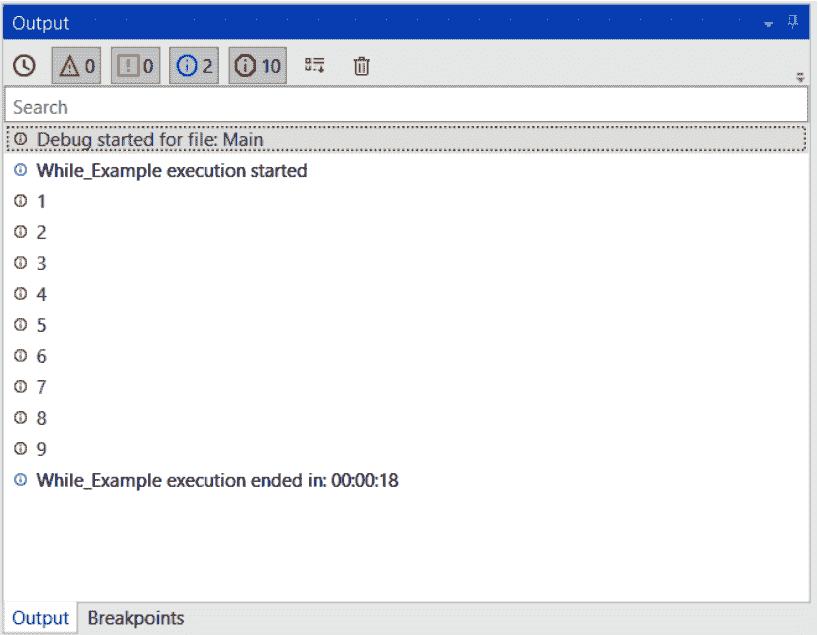 Output
0 0 2 10
Search
Debug started for file: Main
While_Example execution started
1
2
3
4
5
6
7
8
9
While_Example execution ended in: 00:00:18
Output Breakpoints